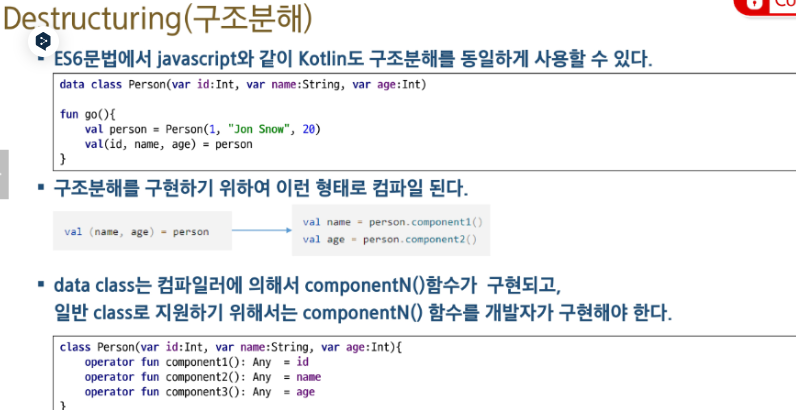 Destructuring(구조분해)
ES6문법에서 javascript와 같이 Kotlin도 구조분해를 동일하게 사용할 수 있다.
data class Person(var id:Int, var name:String, var age:Int)
fun go(){
val person = Person(1, "Jon Snow", 20)
val(id, name, age) = person
}
▪ 구조분해를 구현하기 위하여 이런 형태로 컴파일 된다.
val (name, age) = person
val name = person.component1()
val age = person.component2()
▪ data class는 컴파일러에 의해서 componentN()함수가 구현되고,
일반 class로 지원하기 위해서는 componentN() 함수를 개발자가 구현해야 한다.
class Person(var id:Int, var name:String, var age:Int){
operator fun component1(): Any = id
operator fun component2(): Any = name
operator fun component3(): Any = age
}